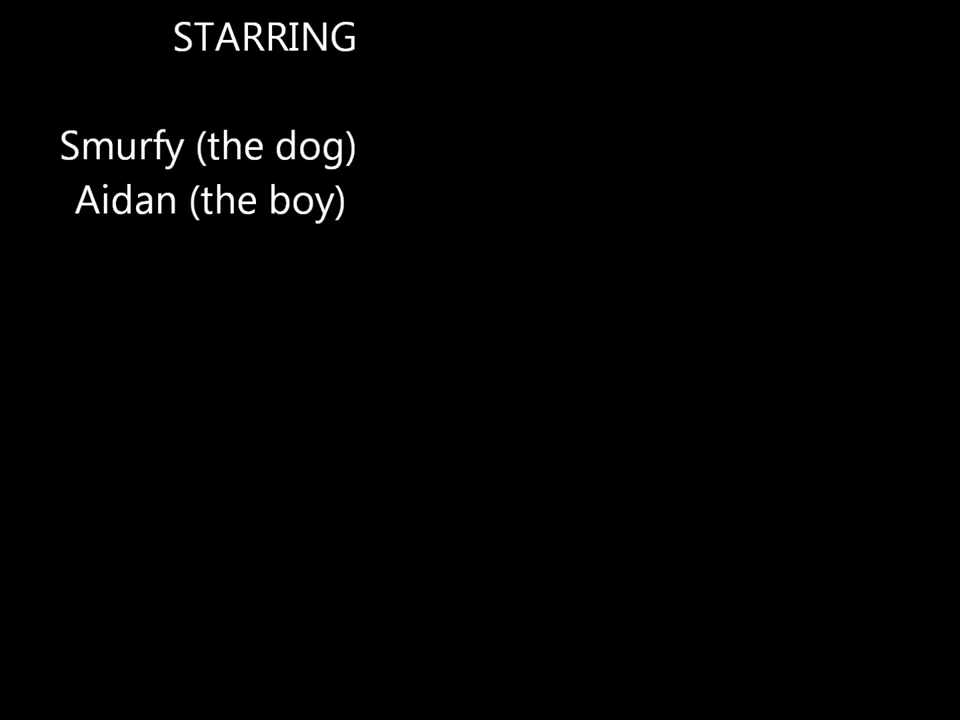 STARRING
Smurfy (the dog)
Aidan (the boy)